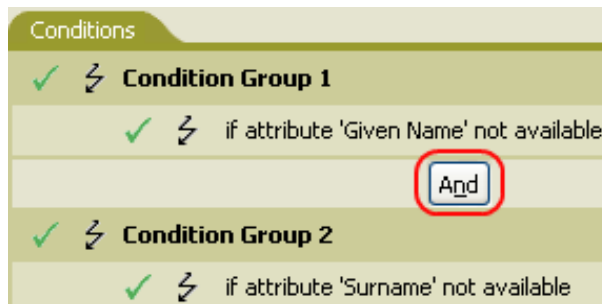 Conditions
Condition Group 1
if attribute 'Given Name' not available
And
Condition Group 2
if attribute 'Surname' not available